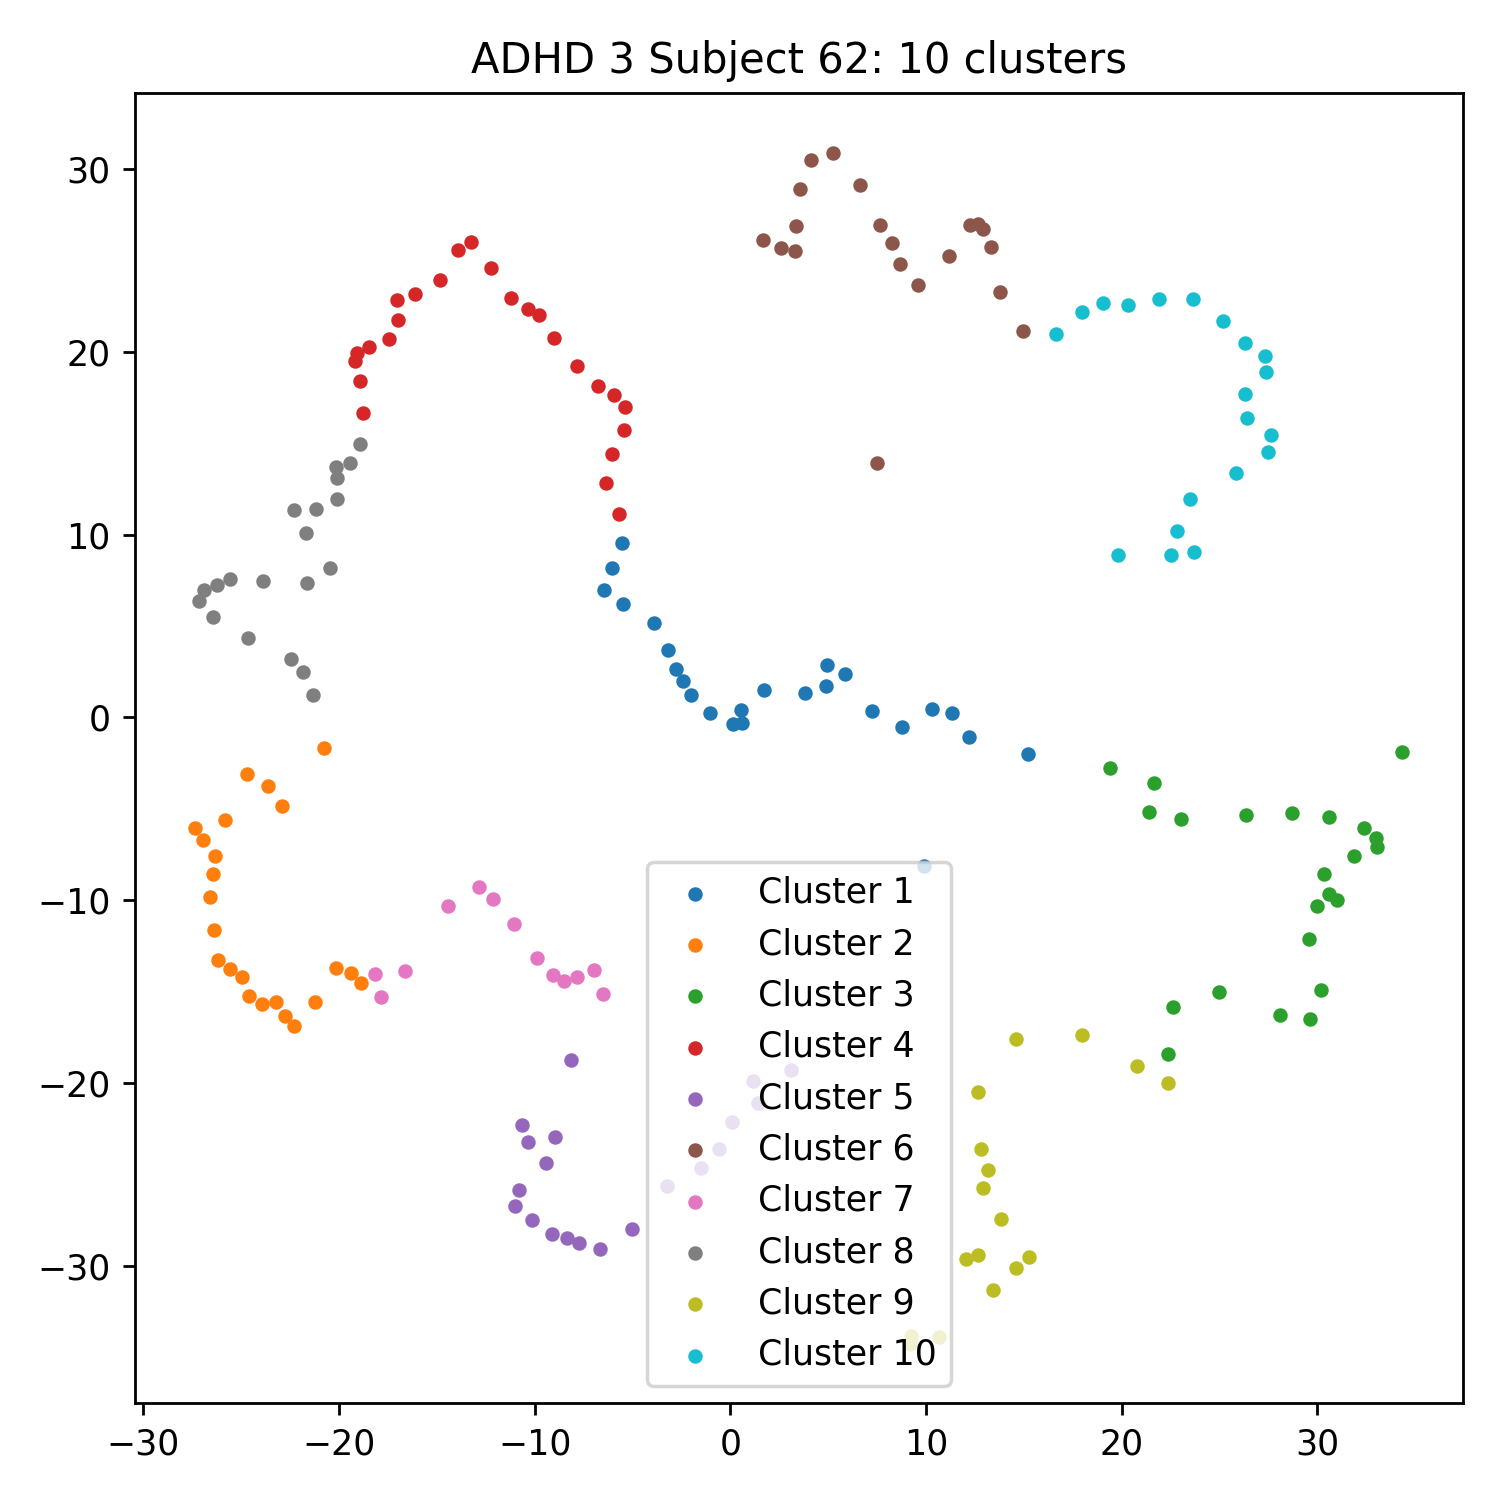 ADHD 3 Subject 62: 10 clusters
30
20
10
0
−10
−20
−30
Cluster 1
Cluster 2
Cluster 3
Cluster 4
Cluster 5
Cluster 6
Cluster 7
Cluster 8
Cluster 9
Cluster 10
−30 −20 −10 0 10 20 30